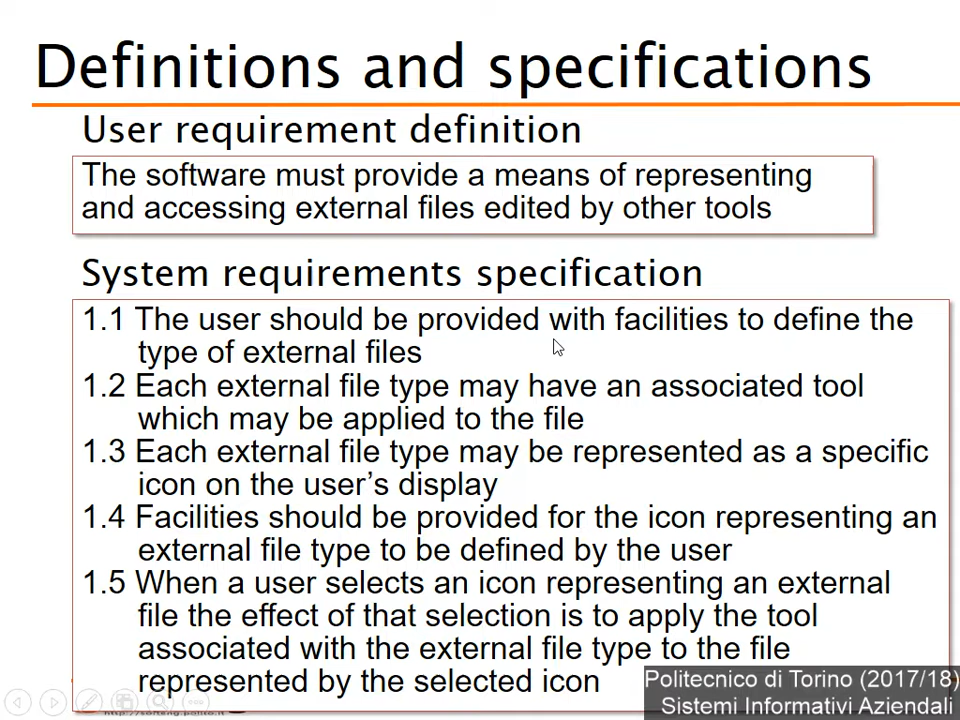 Definitions and specifications
User requirement definition
The software must provide a means of representing
and accessing external files edited by other tools
System requirements specification
1.1 The user should be provided with facilities to define the
type of external files
1.2 Each external file type may have an associated tool
which may be applied to the file
1.3 Each external file type may be represented as a specific
icon on the user's display
1.4 Facilities should be provided for the icon representing an
external file type to be defined by the user
1.5 When a user selects an icon representing an external
file the effect of that selection is to apply the tool
associated with the external file type to the file
represented by the selected icon
Politecnico di Torino (2017/18)
Sistemi Informativi Aziendali